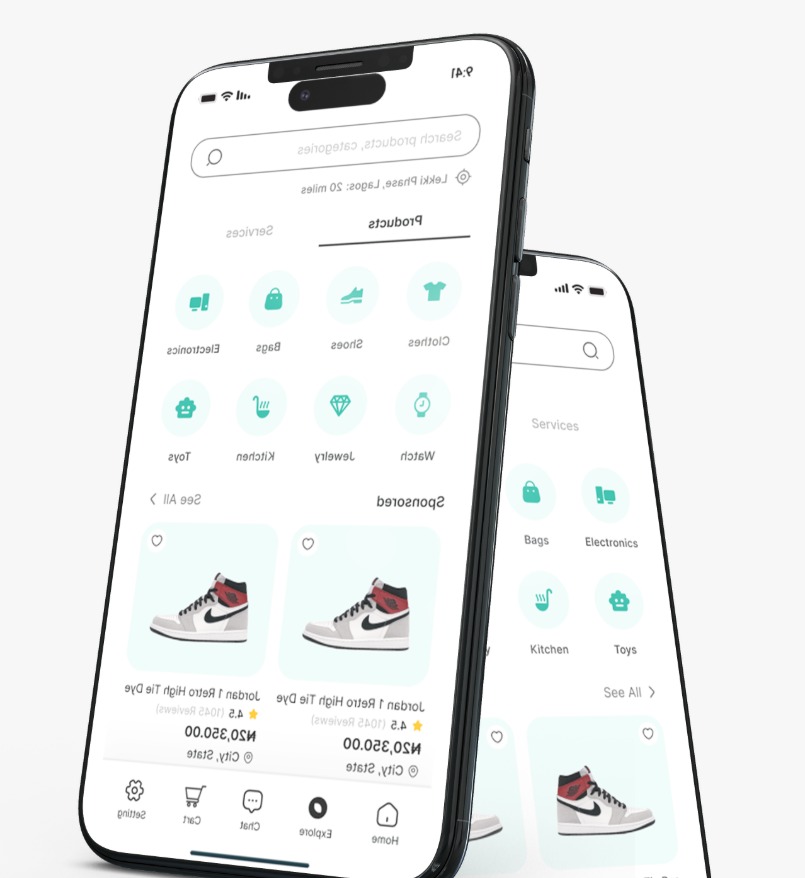 9:41
Search products, categories
Lekki Phase, Lagos: 20 miles
Products Services
Clothes Shoes Bags Electronics
Watch Jewelry Kitchen Toys
Sponsored See All
Jordan 1 Retro High Tie Dye Jordan 1 Retro High Tie Dye
4.5 (1045 Reviews) 4.5 (1045 Reviews)
₦20,350.00 ₦20,350.00
City, State City, State
Home Explore Chat Cart Setting
Services
Bags Electronics
y Kitchen Toys
See All